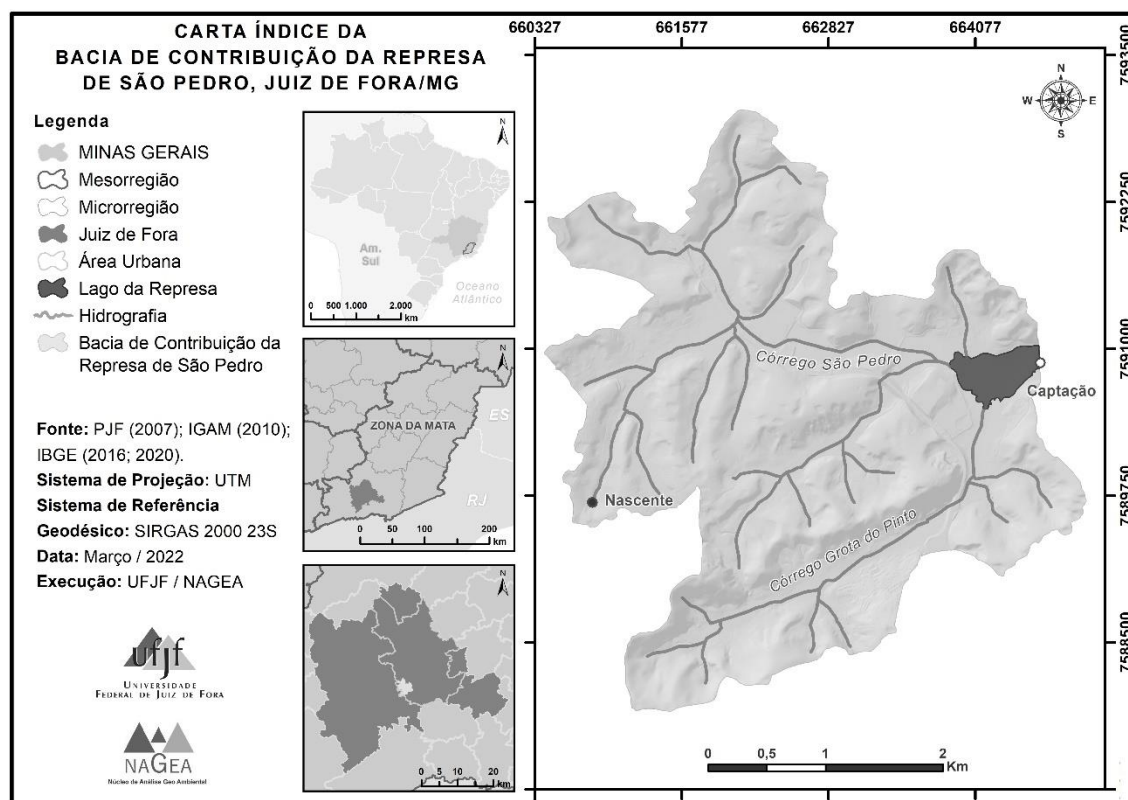 CARTA ÍNDICE DA
BACIA DE CONTRIBUIÇÃO DA REPRESA
DE SÃO PEDRO, JUIZ DE FORA/MG
Legenda
MINAS GERAIS
Mesorregião
Microrregião
Juiz de Fora
Área Urbana
Lago da Represa
Hidrografia
Bacia de Contribuição da
Represa de São Pedro
Fonte: PJF (2007); IGAM (2010);
IBGE (2016; 2020).
Sistema de Projeção: UTM
Sistema de Referência
Geodésico: SIRGAS 2000 23S
Data: Março / 2022
Execução: UFJF / NAGEA
ufjf
UNIVERSIDADE
FEDERAL DE JUIZ DE FORA
NAGEA
Núcleo de Análise Geo Ambiental
N
Am.
Sul
Oceano
Atlântico
0 500 1.000 2.000
km
N
ZONA DA MATA
ES
RJ
0 50 100 200
km
N
0 5 10 20
km
660327 661577 662827 664077
7593500
7592250
7591000
7589750
7588500
N
W E
S
Córrego São Pedro
Captação
Nascente
Córrego Grota do Pinto
0 0,5 1 2
Km